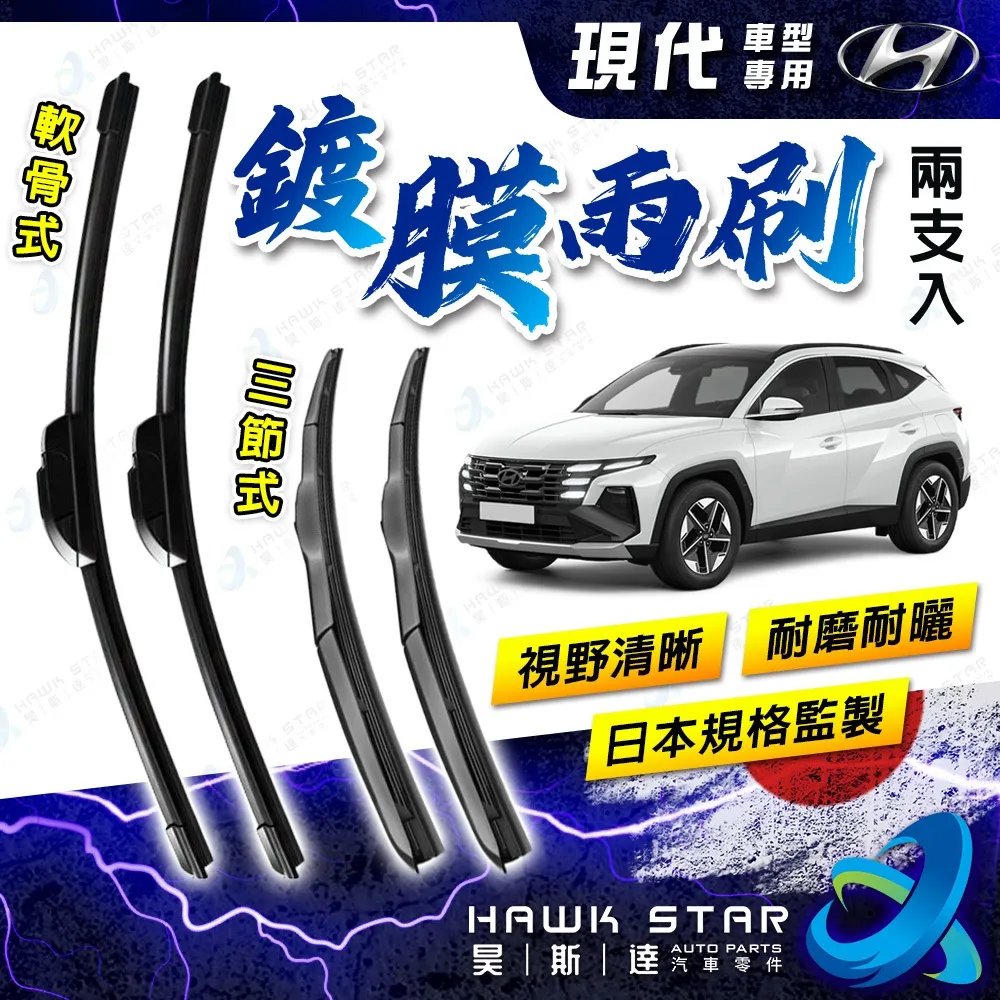 現代 車型專用
鍍膜雨刷
兩支入
軟骨式
三節式
視野清晰
耐磨耐曬
日本規格監製
HAWK STAR
昊|斯|達
AUTO PARTS
汽車零件